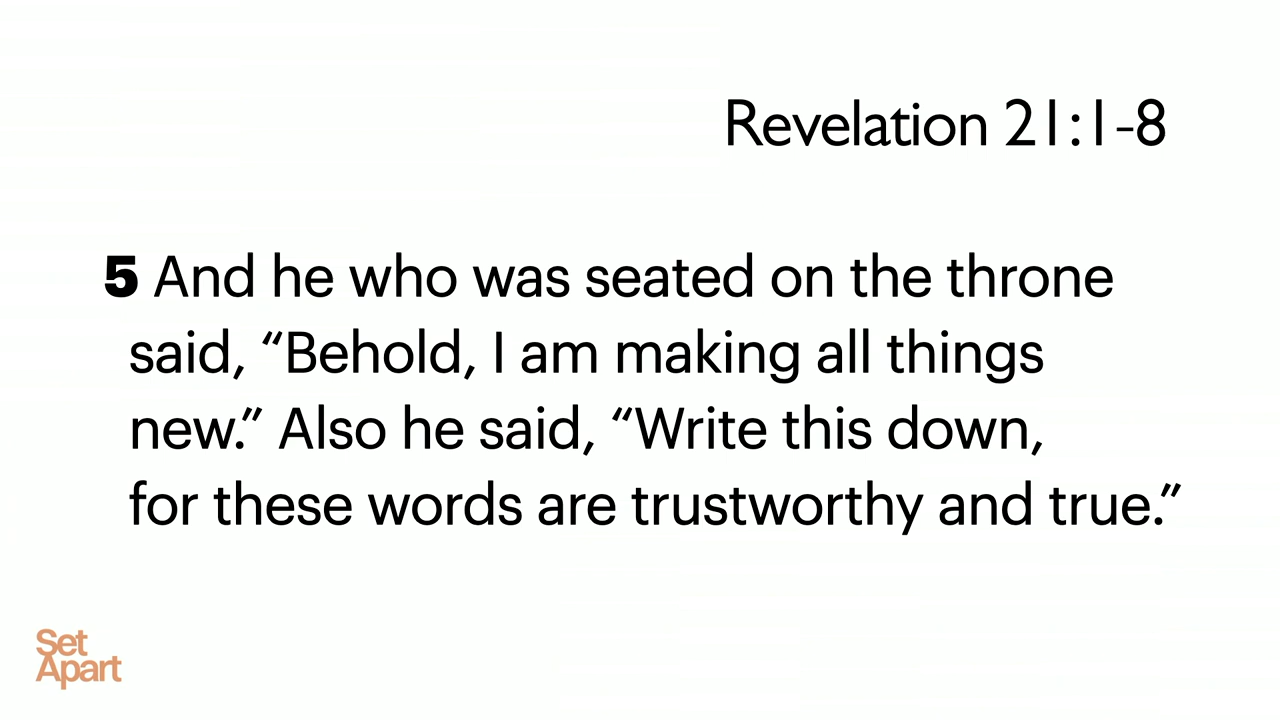 Revelation 21:1-8
5 And he who was seated on the throne
said, “Behold, I am making all things
new.” Also he said, “Write this down,
for these words are trustworthy and true.”
Set
Apart